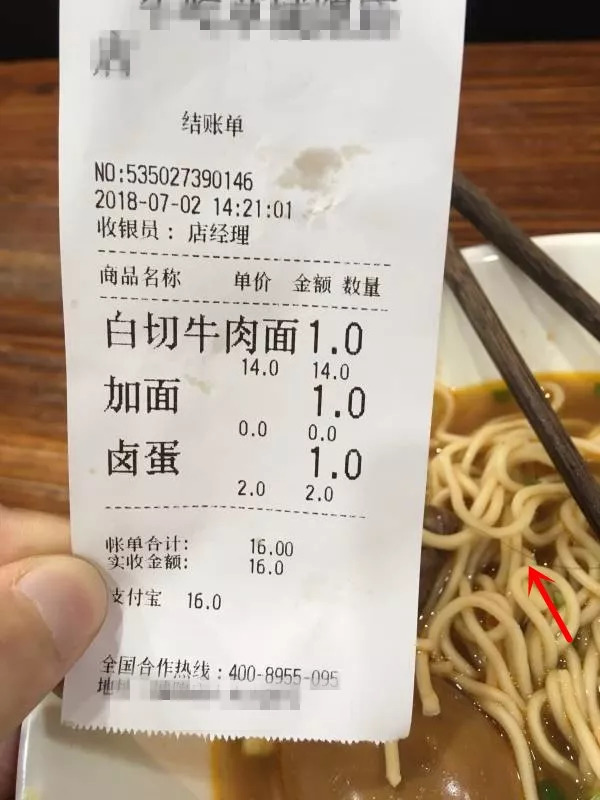 结账单
NO:535027390146
2018-07-02 14:21:01
收银员：店经理
商品名称 单价 金额 数量
白切牛肉面 1.0
14.0 14.0
加面 1.0
0.0 0.0
卤蛋 1.0
2.0 2.0
帐单合计: 16.00
实收金额: 16.0
支付宝 16.0
全国合作热线：400-8955-095